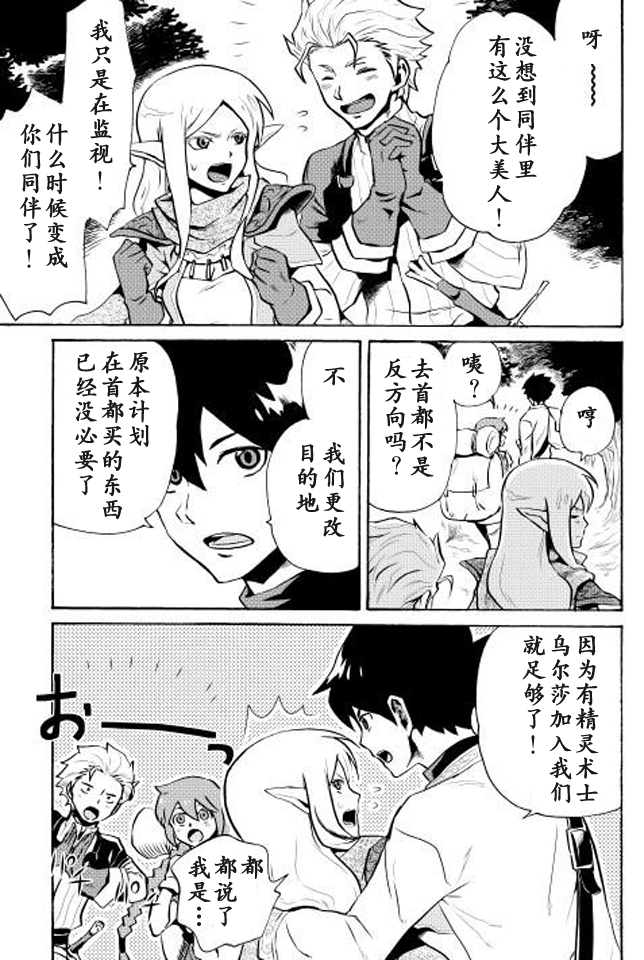 呀～～
没想到同伴里
有这么个大美人！
我只是在监视！
什么时候变成
你们同伴了！
哼
咦？
去首都不是
反方向吗？
不
我们更改
目的地
原本计划
在首都买的东西
已经没必要了
因为有精灵术士
乌尔莎加入我们
就足够了！
おーー
都
都说了
我是…